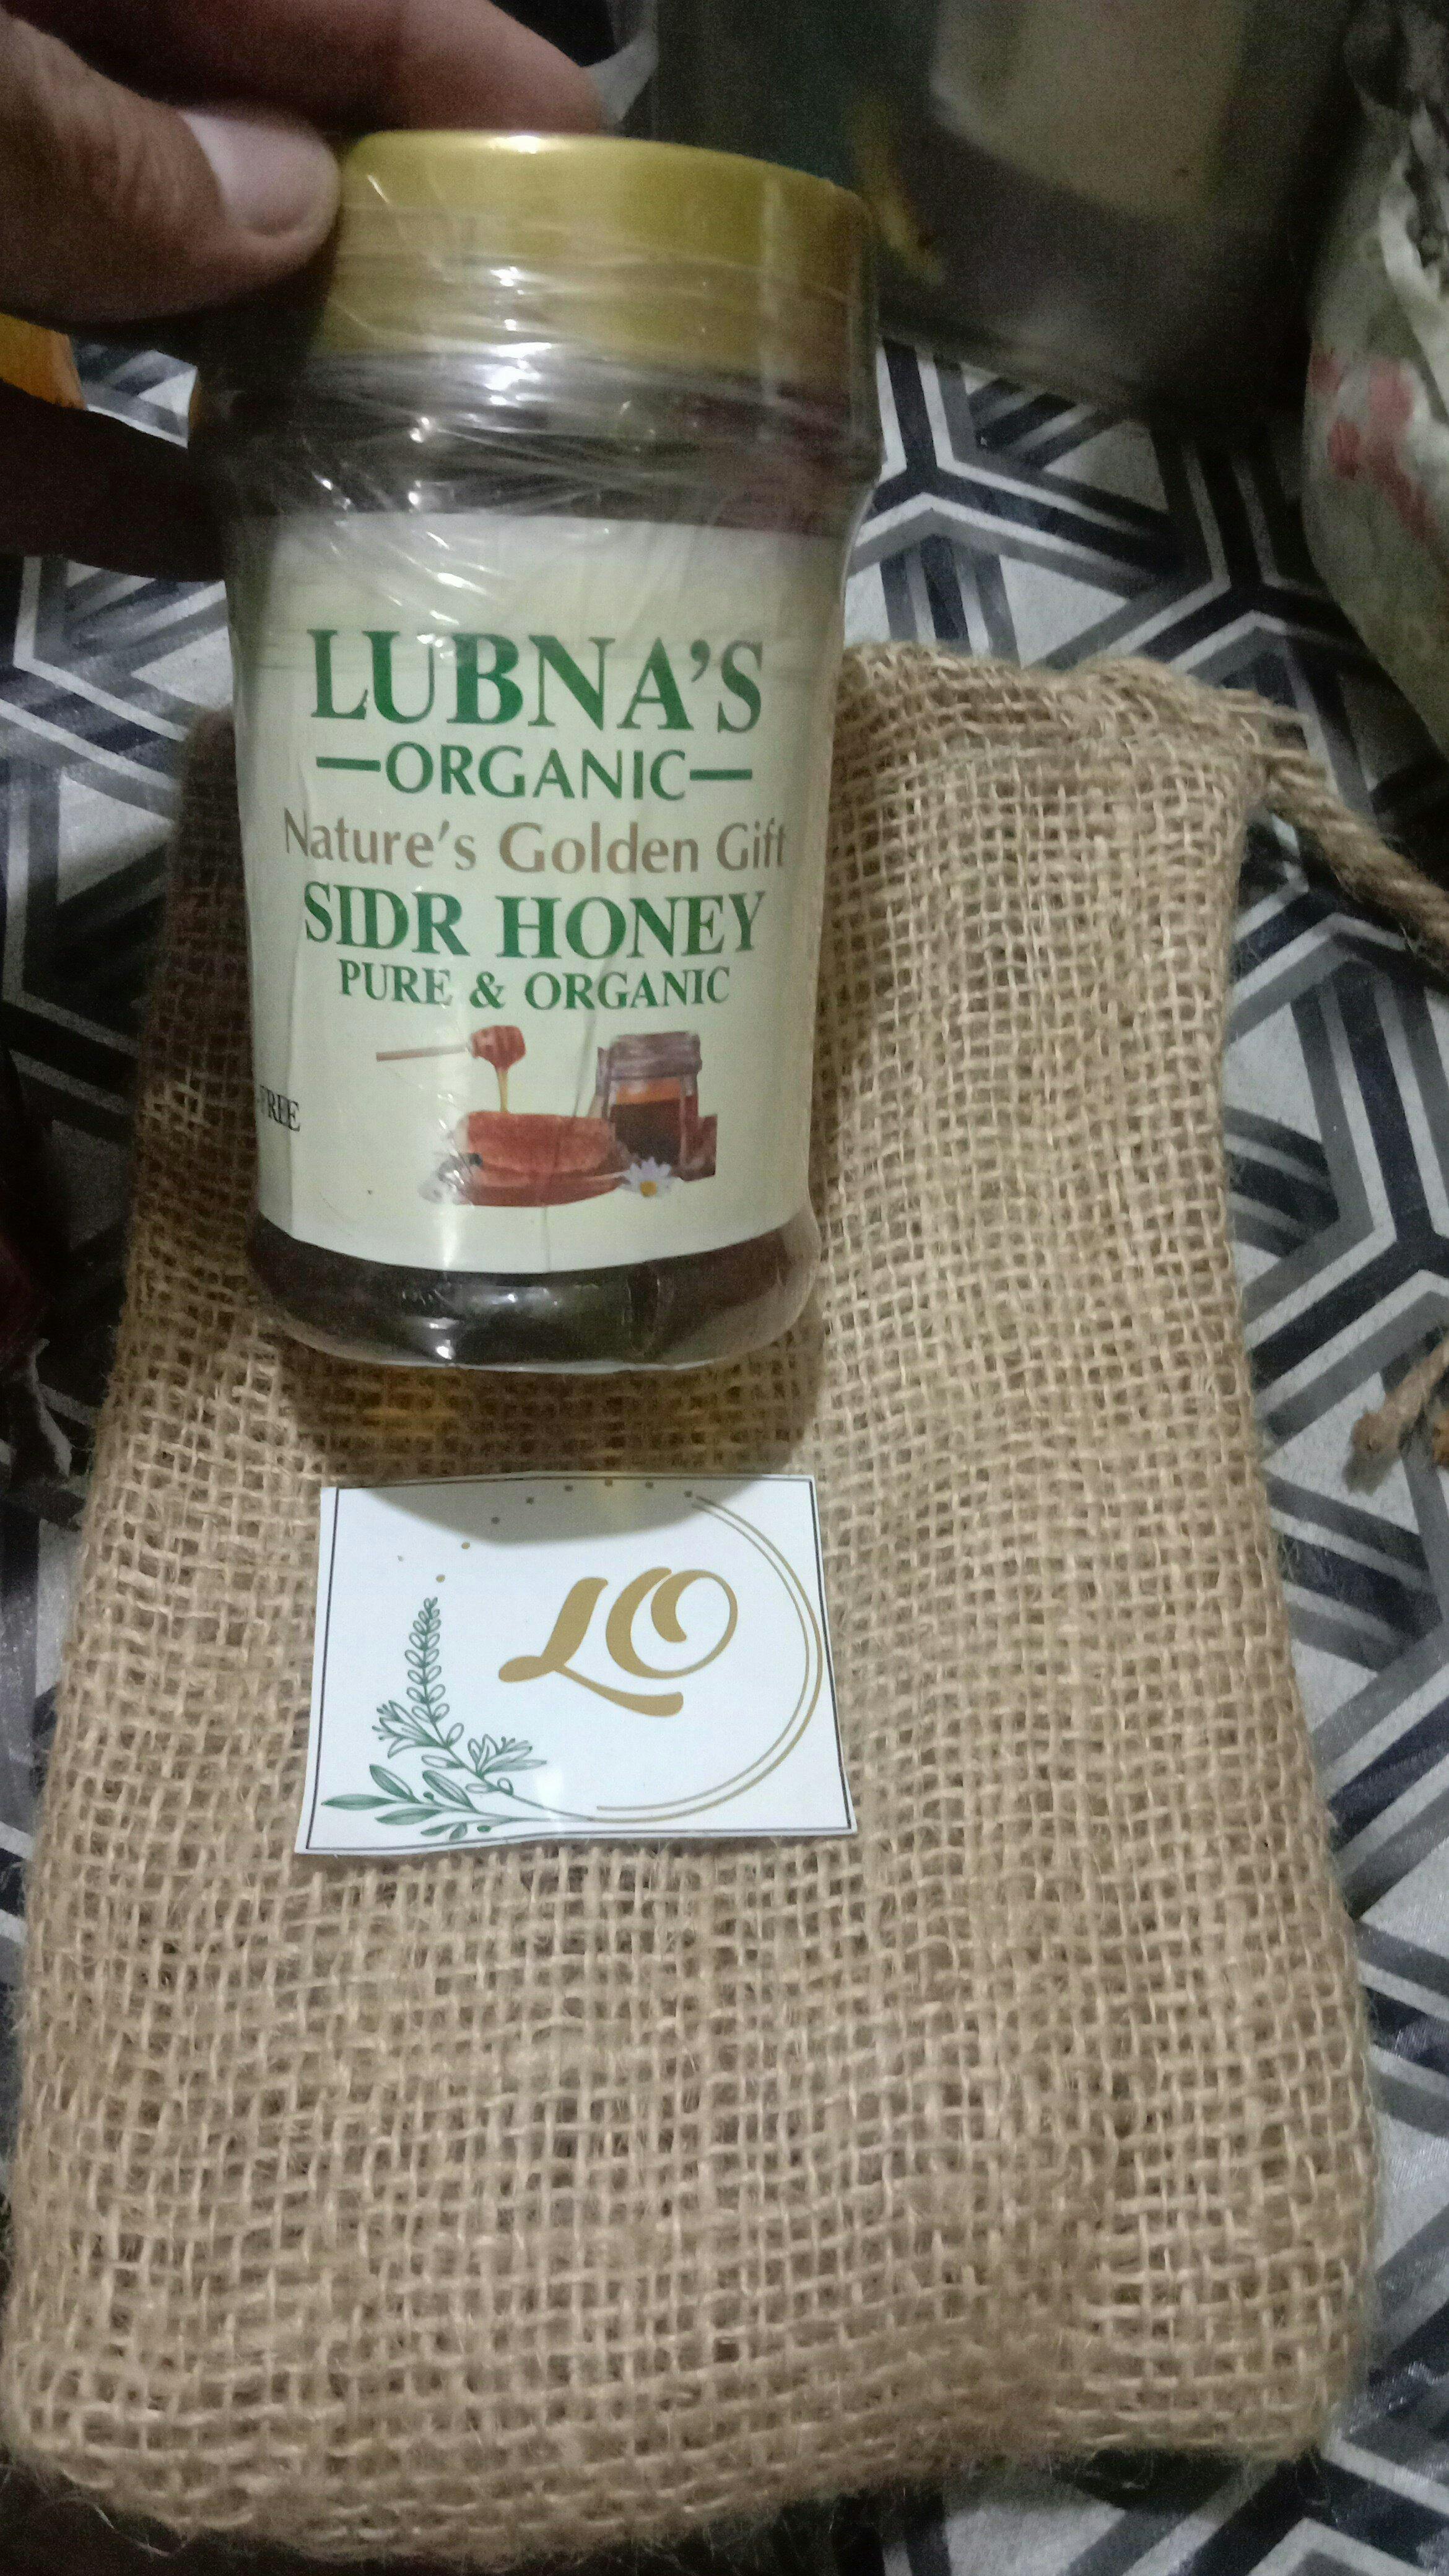 LUBNA'S
—ORGANIC—
Nature's Golden Gift
SIDR HONEY
PURE & ORGANIC
FREE
LO